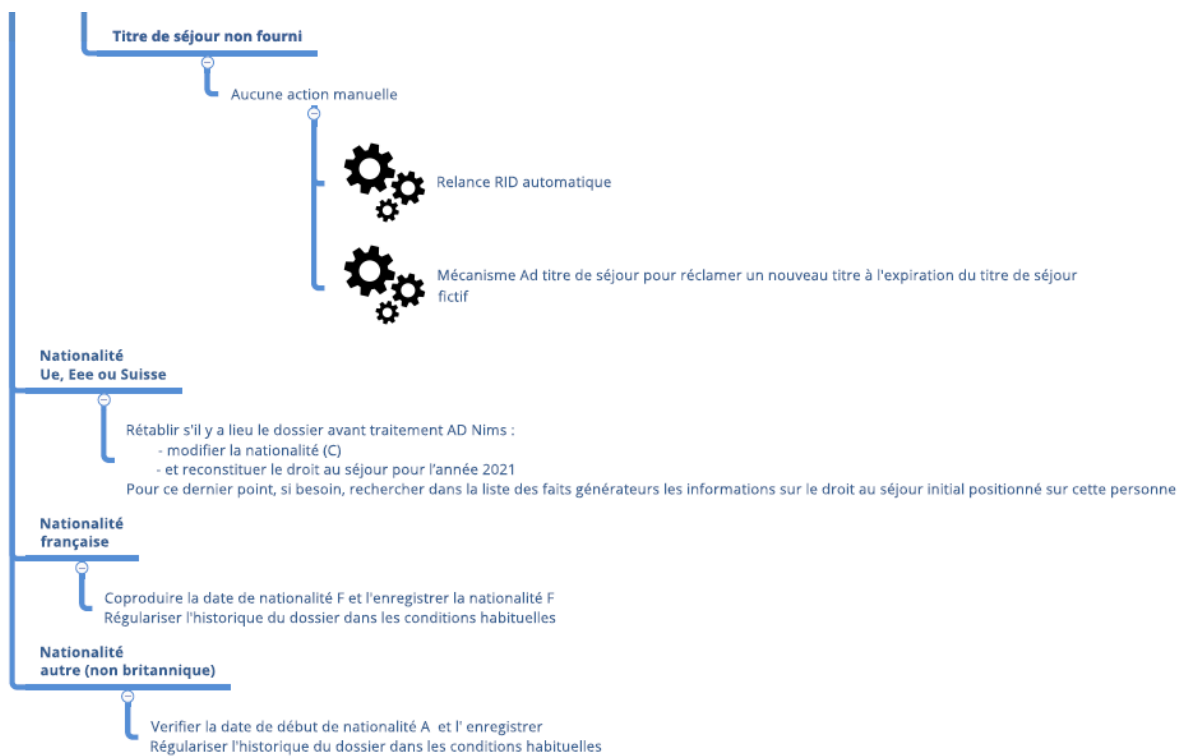 Titre de séjour non fourni
Aucune action manuelle
Relance RID automatique
Mécanisme Ad titre de séjour pour réclamer un nouveau titre à l'expiration du titre de séjour
fictif
Nationalité
Ue, Eee ou Suisse
Rétablir s'il y a lieu le dossier avant traitement AD Nims :
- modifier la nationalité (C)
- et reconstituer le droit au séjour pour l'année 2021
Pour ce dernier point, si besoin, rechercher dans la liste des faits générateurs les informations sur le droit au séjour initial positionné sur cette personne
Nationalité
française
Coproduire la date de nationalité F et l'enregistrer la nationalité F
Régulariser l'historique du dossier dans les conditions habituelles
Nationalité
autre (non britannique)
Verifier la date de début de nationalité A et l' enregistrer
Régulariser l'historique du dossier dans les conditions habituelles